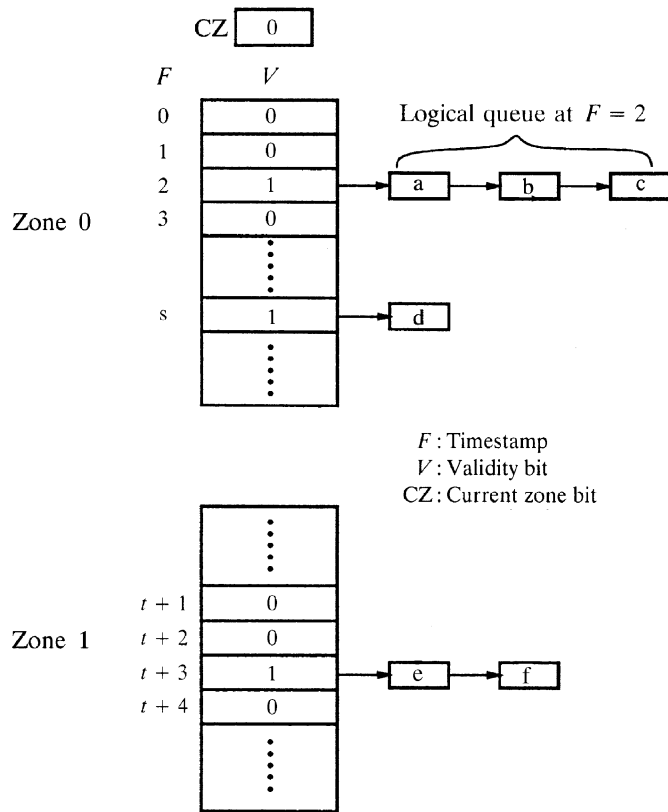 CZ 0
F V
0 0
Logical queue at F = 2
1 0
2 1 a b c
Zone 0
3 0
s 1 d
F : Timestamp
V : Validity bit
CZ : Current zone bit
t + 1 0
Zone 1
t + 2 0
t + 3 1 e f
t + 4 0